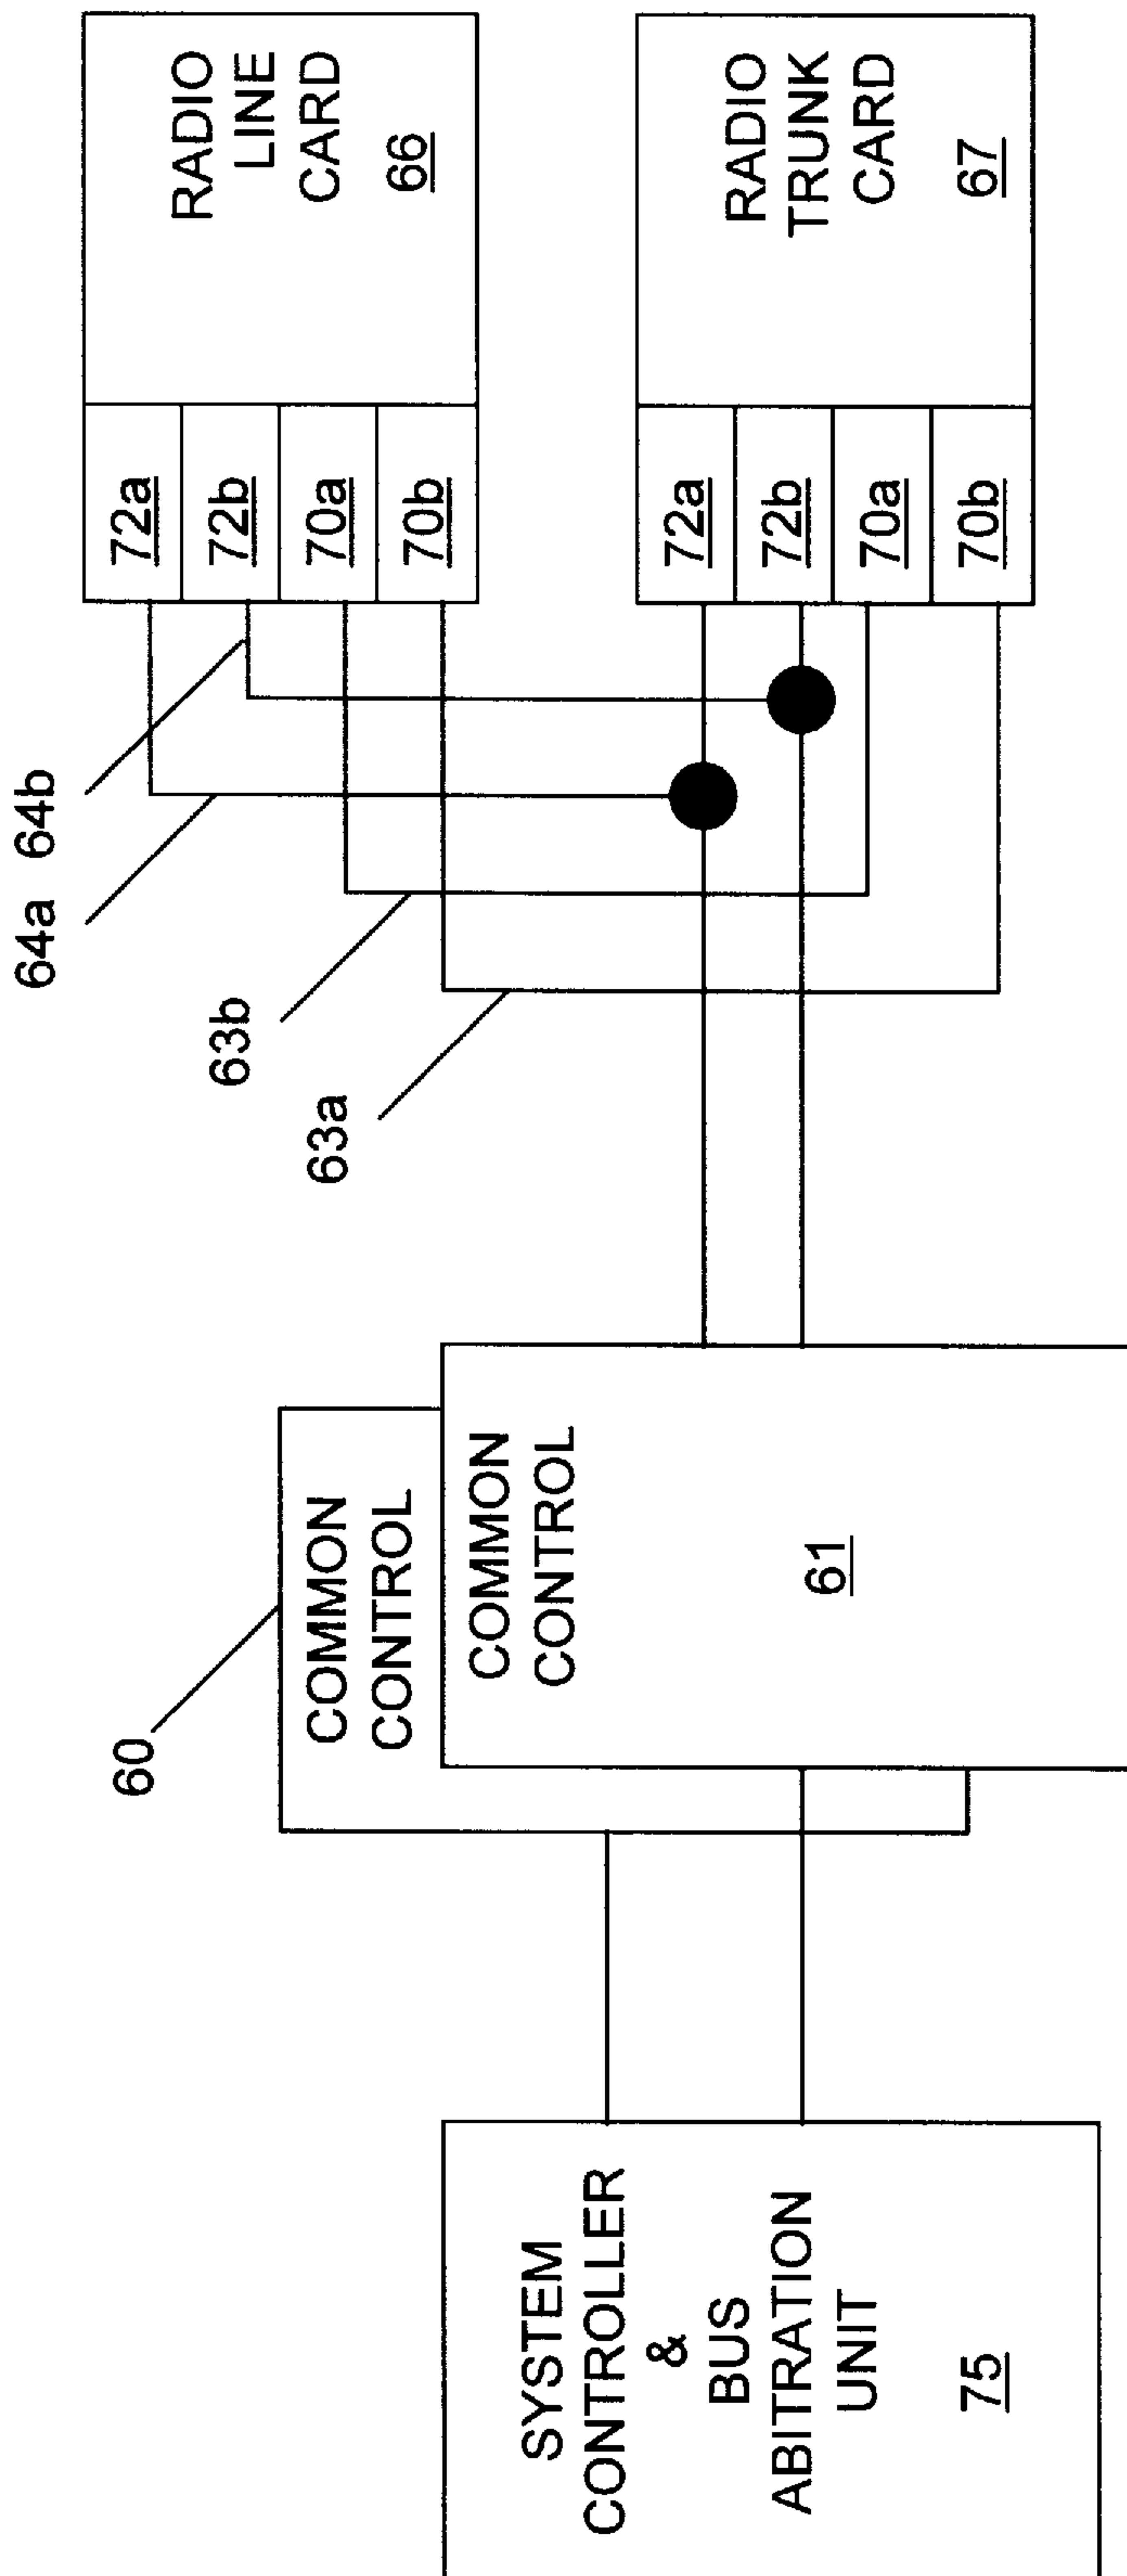 SYSTEM
CONTROLLER
&
BUS
ABITRATION
UNIT
75
60
COMMON
CONTROL
COMMON
CONTROL
61
64a
64b
63b
63a
72a
72b
70a
70b
RADIO
LINE
CARD
66
72a
72b
70a
70b
RADIO
TRUNK
CARD
67